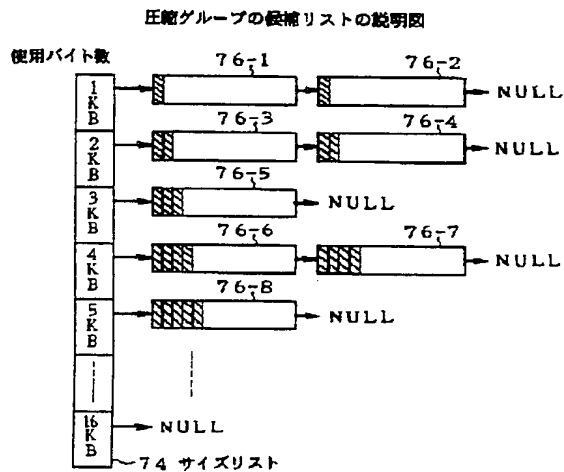 圧縮グループの候補リストの説明図
使用バイト数
76-1
76-2
1KB
NULL
76-3
76-4
2KB
NULL
76-5
3KB
NULL
76-6
76-7
4KB
NULL
76-8
5KB
NULL
16KB
NULL
74 サイズリスト